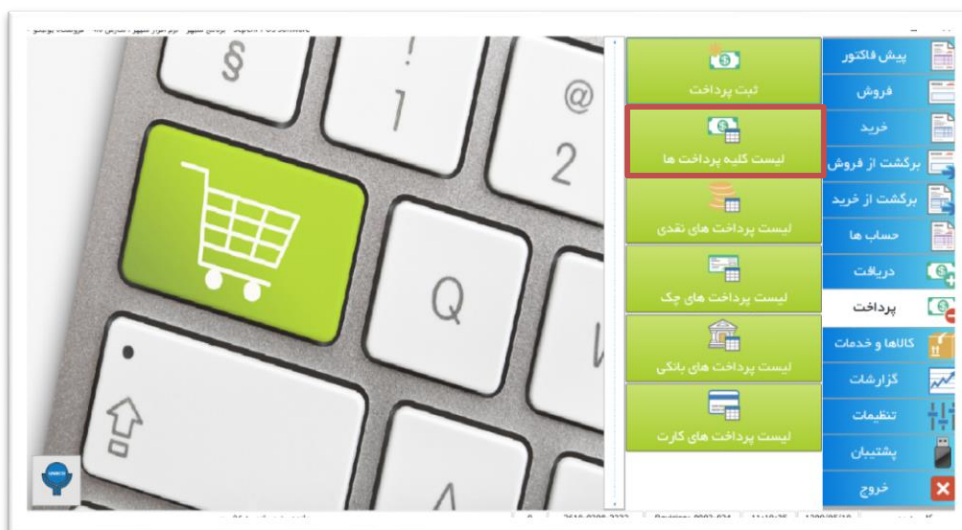 پیش فاکتور
فروش
خرید
برگشت از فروش
برگشت از خرید
حساب ها
دریافت
پرداخت
کالاها و خدمات
گزارشات
تنظیمات
پشتیبان
خروج
ثبت پرداخت
لیست کلیه پرداخت ها
لیست پرداخت های نقدی
لیست پرداخت های چک
لیست پرداخت های بانکی
لیست پرداخت های کارت
§
!
1
@
2
Q